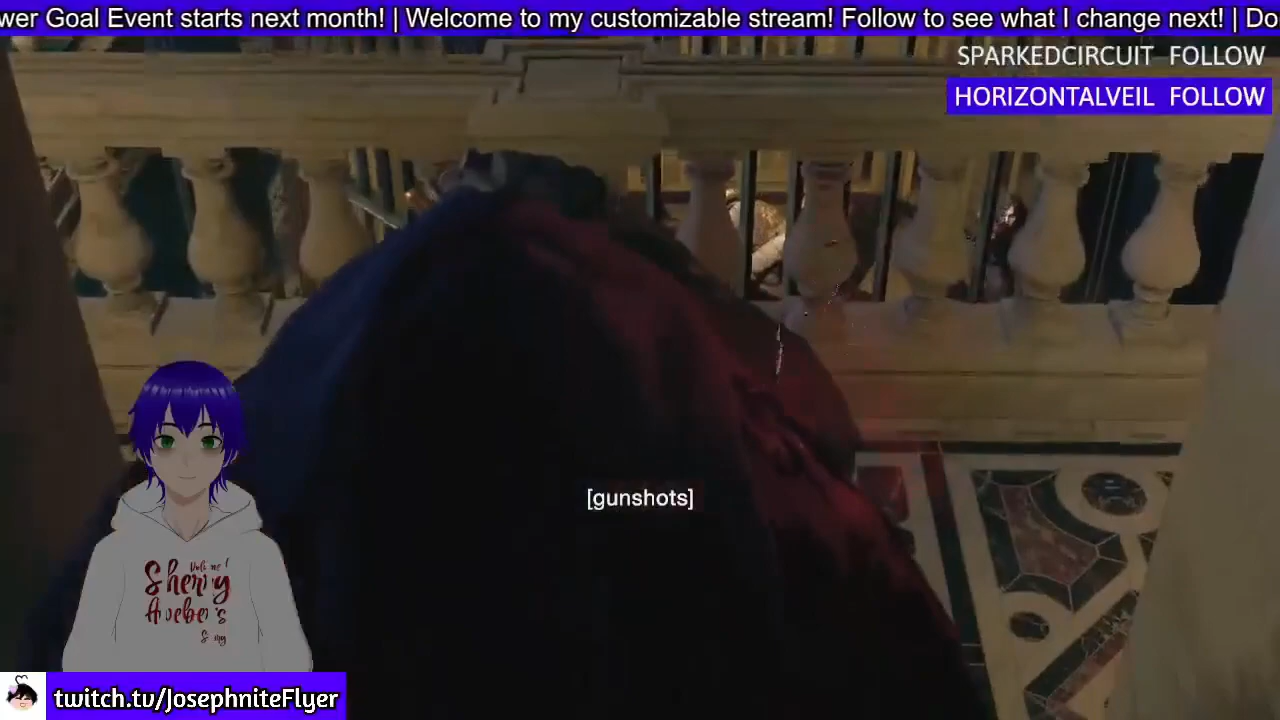 wer Goal Event starts next month! | Welcome to my customizable stream! Follow to see what I change next! | Do
SPARKEDCIRCUIT FOLLOW
HORIZONTALVEIL FOLLOW
[gunshots]
Sherry
twitch.tv/JosephniteFlyer